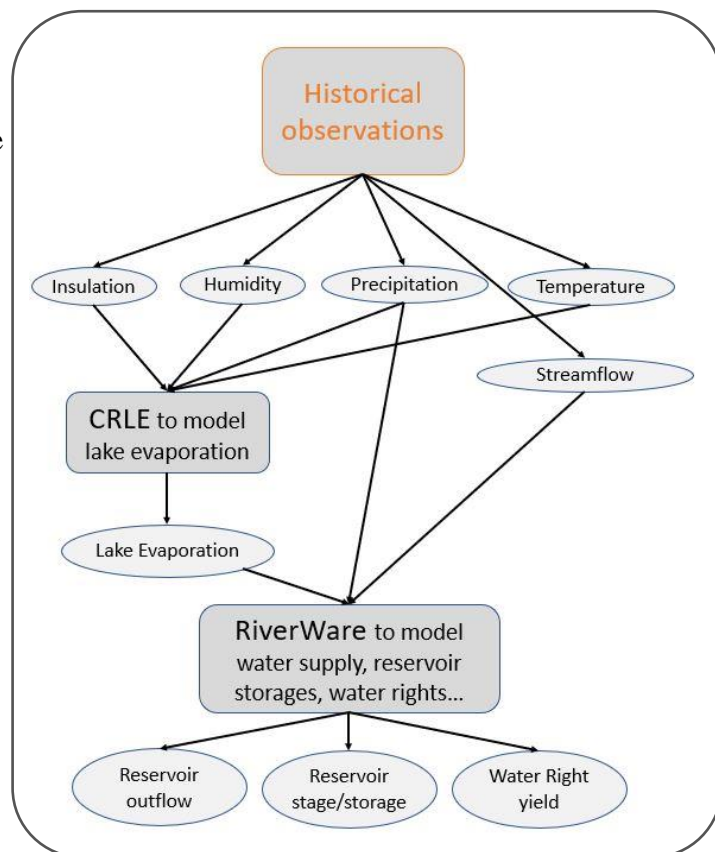 Historical
observations
e
Insulation
Humidity
Precipitation
Temperature
Streamflow
CRLE to model
lake evaporation
Lake Evaporation
RiverWare to model
water supply, reservoir
storages, water rights...
Reservoir
outflow
Reservoir
stage/storage
Water Right
yield